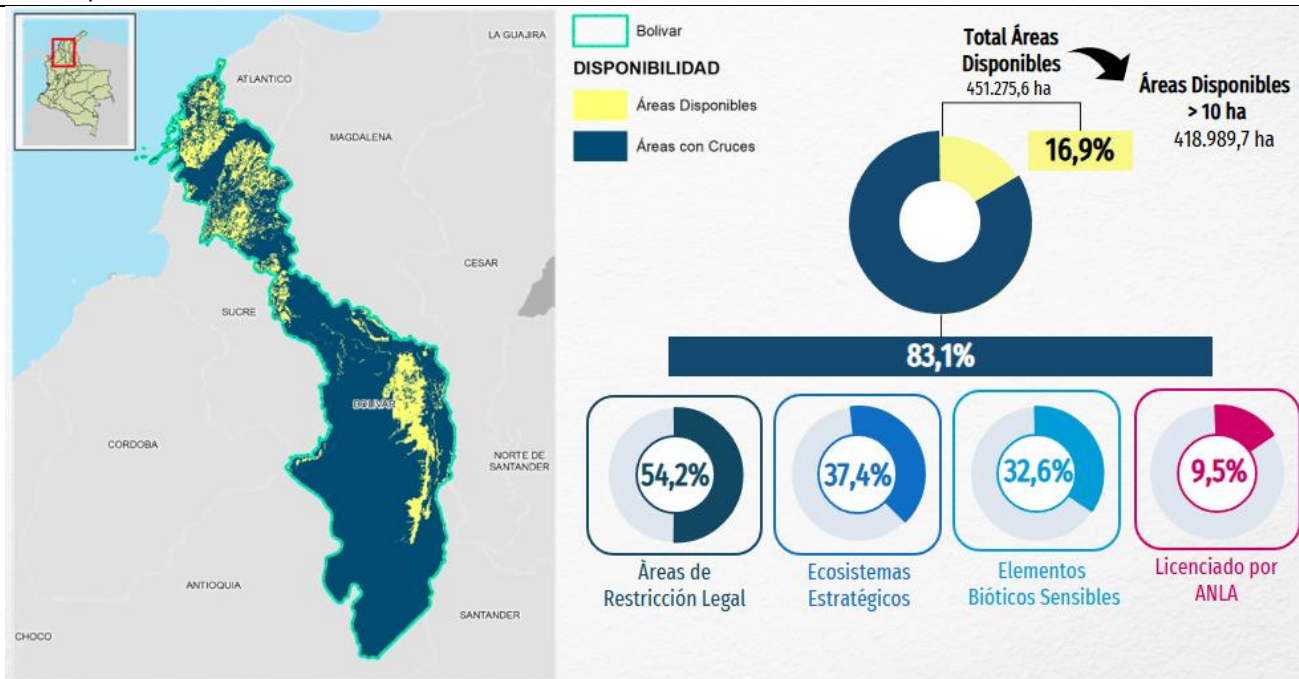 LA GUAJIRA
ATLANTICO
MAGDALENA
CESAR
SUCRE
BOLIVAR
CORDOBA
NORTE DE
SANTANDER
ANTIOQUIA
SANTANDER
CHOCO
Bolivar
DISPONIBILIDAD
Áreas Disponibles
Áreas con Cruces
Total Áreas
Disponibles
451.275,6 ha
Áreas Disponibles
> 10 ha
418.989,7 ha
16,9%
83,1%
54,2%
Àreas de
Restricción Legal
37,4%
Ecosistemas
Estratégicos
32,6%
Elementos
Bióticos Sensibles
9,5%
Licenciado por
ANLA